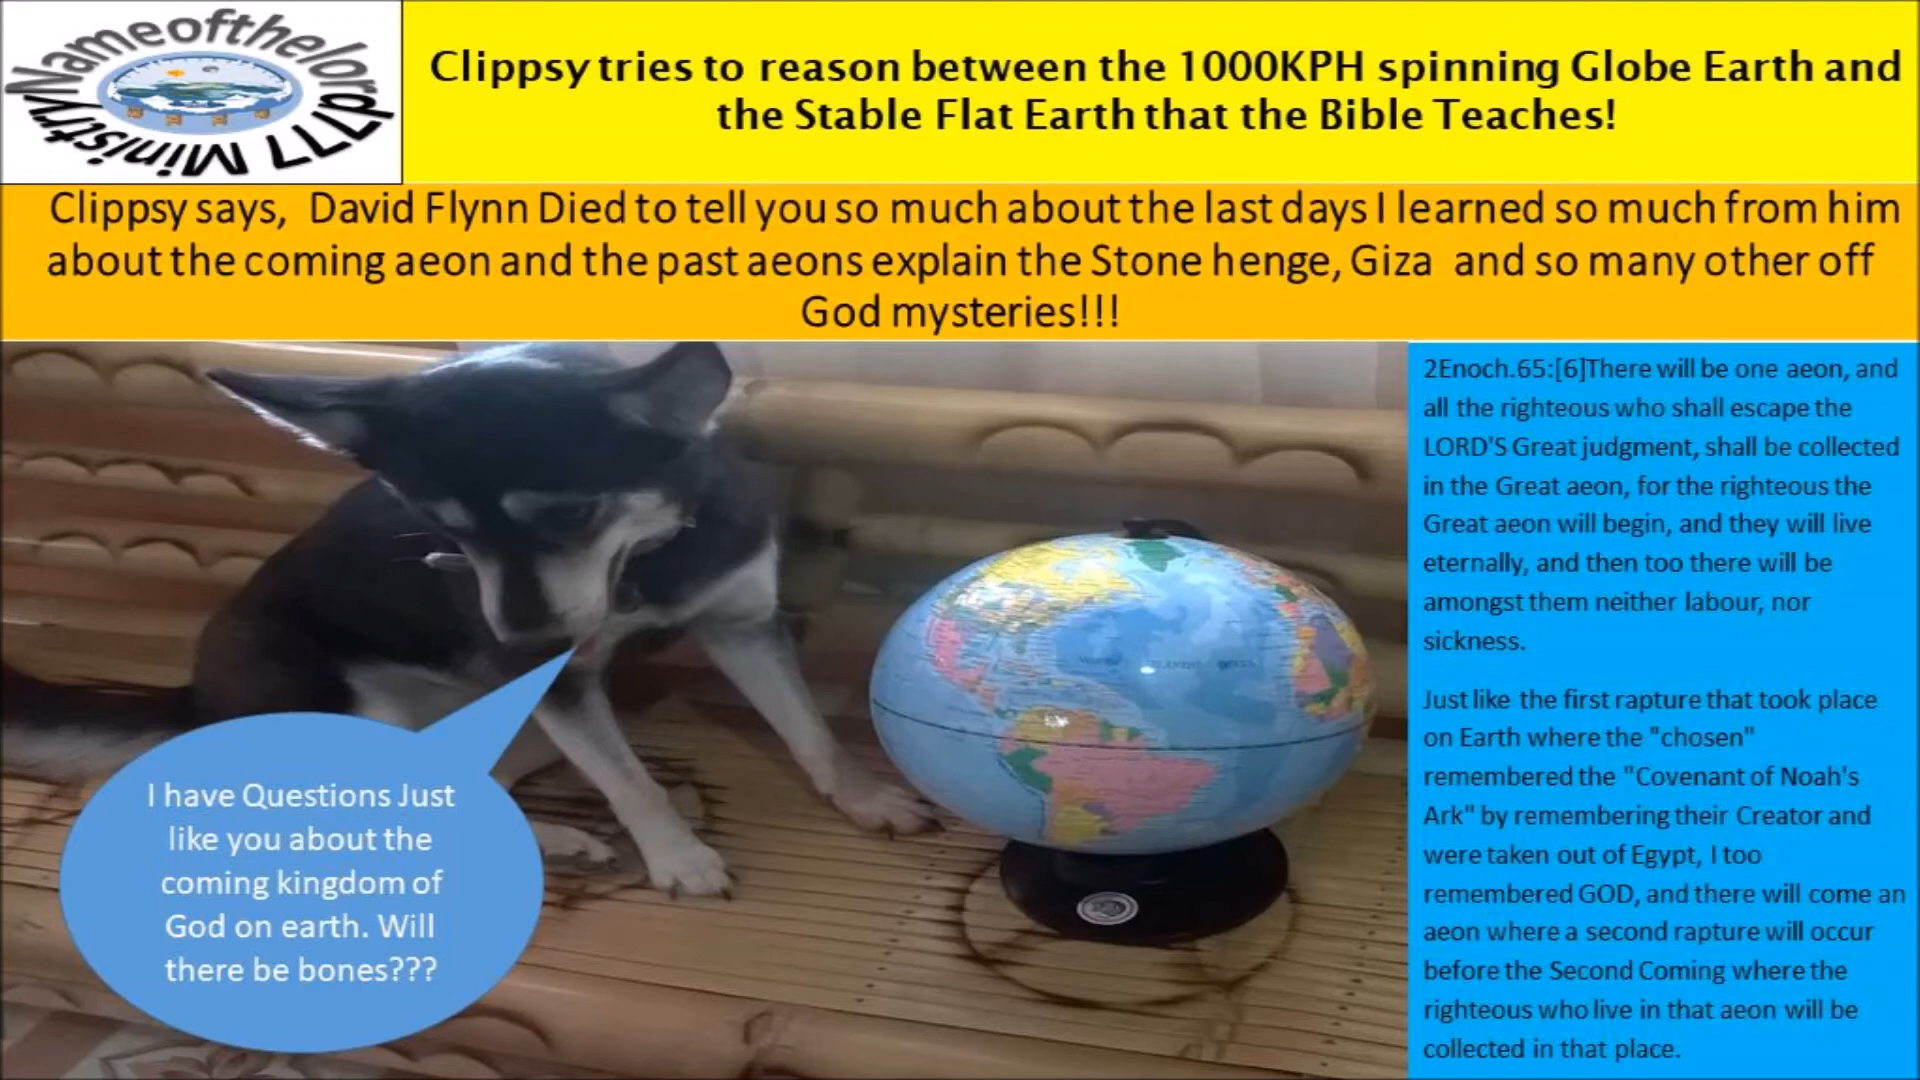 Nameofthelord777 Ministry
Clippsy tries to reason between the 1000KPH spinning Globe Earth and
the Stable Flat Earth that the Bible Teaches!
Clippsy says, David Flynn Died to tell you so much about the last days I learned so much from him
about the coming aeon and the past aeons explain the Stone henge, Giza and so many other off
God mysteries!!!
2Enoch.65:[6]There will be one aeon, and
all the righteous who shall escape the
LORD'S Great judgment, shall be collected
in the Great aeon, for the righteous the
Great aeon will begin, and they will live
eternally, and then too there will be
amongst them neither labour, nor
sickness.
Just like the first rapture that took place
on Earth where the "chosen"
remembered the "Covenant of Noah's
Ark" by remembering their Creator and
were taken out of Egypt, I too
remembered GOD, and there will come an
aeon where a second rapture will occur
before the Second Coming where the
righteous who live in that aeon will be
collected in that place.
I have Questions Just
like you about the
coming kingdom of
God on earth. Will
there be bones???